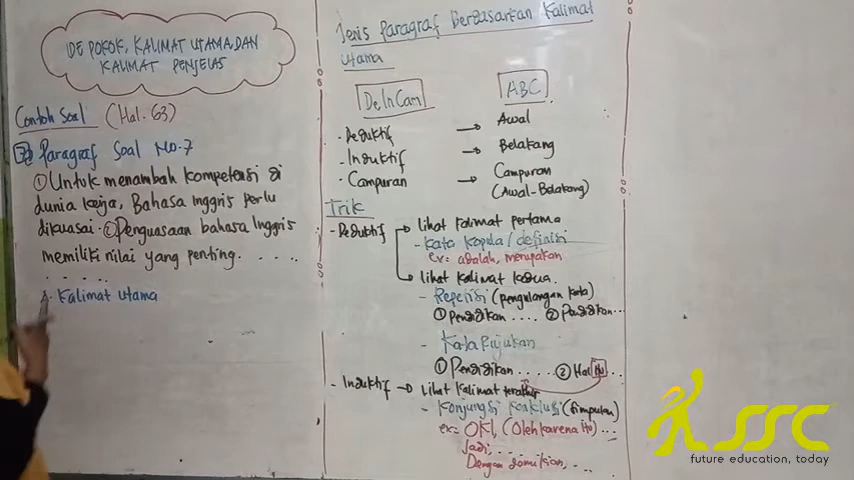 IDE POKOK, KALIMAT UTAMA, DAN
KALIMAT PENJELAS
Contoh Soal (Hal. 63)
Paragraf Soal No.7
① Untuk menambah kompetensi di
dunia kerja, Bahasa Inggris perlu
dikuasai. ② Penguasaan bahasa Inggris
memiliki nilai yang penting. . . . . .
. . . . .
A. Kalimat utama
Jenis Paragraf Berdasarkan Kalimat
Utama
DeInCam
ABC
• Deduktif → Awal
• Induktif → Belakang
• Campuran → Campuran
(Awal-Belakang)
Trik
- Deduktif → lihat kalimat pertama
- Kata kopula/definisi
ex: adalah, merupakan
→ lihat kalimat kedua.
- Repetisi (pengulangan kata)
① Pendidikan .... ② Pendidikan...
- Kata Rujukan
① Pendidikan ...... ② Hal itu ...
- Induktif → Lihat kalimat terakhir
- Konjungsi konklusi (simpulan)
ex: OKI, (Oleh karena itu) ...
Jadi, ...
Dengan demikian, ...
SSC
future education, today